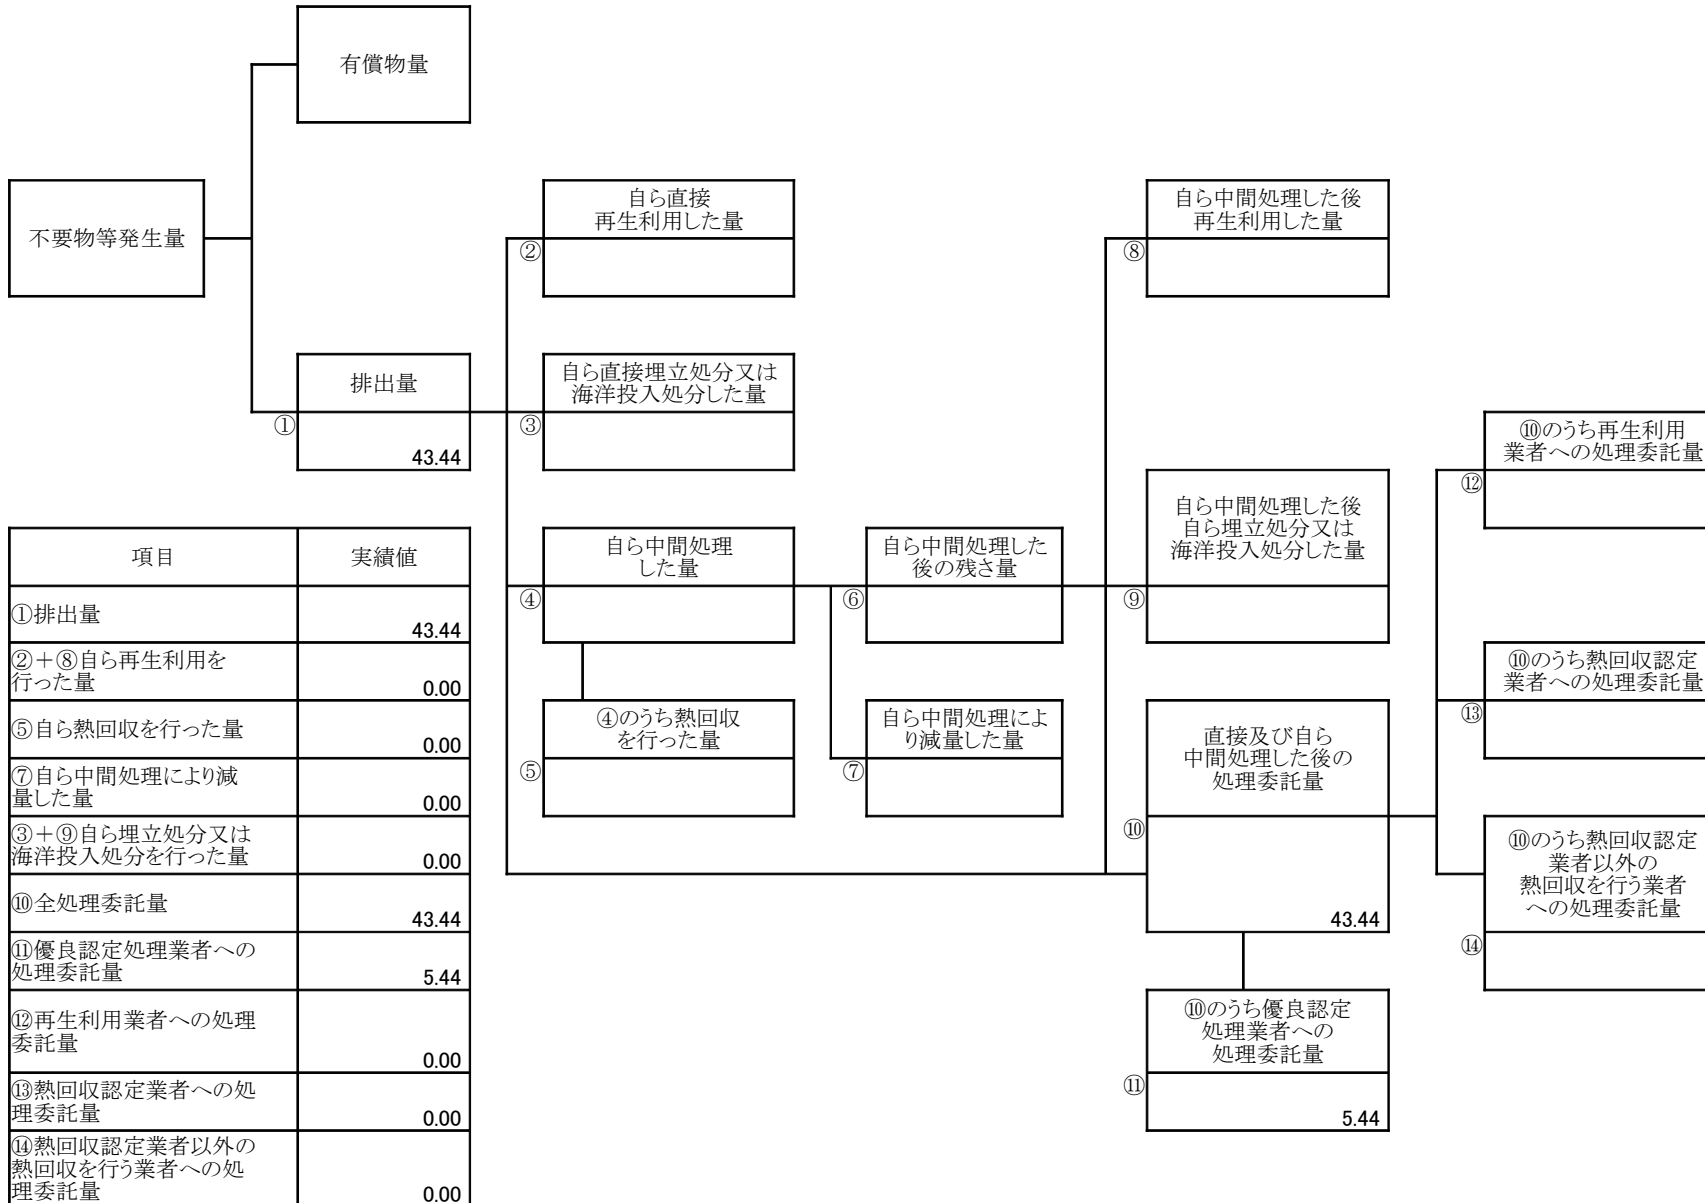 有償物量
不要物等発生量
自ら直接
再生利用した量
②
自ら中間処理した後
再生利用した量
⑧
排出量
①
43.44
自ら直接埋立処分又は
海洋投入処分した量
③
⑩のうち再生利用
業者への処理委託量
⑫
自ら中間処理
した量
④
自ら中間処理した
後の残さ量
⑥
自ら中間処理した後
自ら埋立処分又は
海洋投入処分した量
⑨
④のうち熱回収
を行った量
⑤
自ら中間処理によ
り減量した量
⑦
直接及び自ら
中間処理した後の
処理委託量
⑩
43.44
⑩のうち熱回収認定
業者への処理委託量
⑬
⑩のうち熱回収認定
業者以外の
熱回収を行う業者
への処理委託量
⑭
⑩のうち優良認定
処理業者への
処理委託量
⑪
5.44
項目
実績値
①排出量
43.44
②＋⑧自ら再生利用を
行った量
0.00
⑤自ら熱回収を行った量
0.00
⑦自ら中間処理により減
量した量
0.00
③＋⑨自ら埋立処分又は
海洋投入処分を行った量
0.00
⑩全処理委託量
43.44
⑪優良認定処理業者への
処理委託量
5.44
⑫再生利用業者への処理
委託量
0.00
⑬熱回収認定業者への処
理委託量
0.00
⑭熱回収認定業者以外の
熱回収を行う業者への処
理委託量
0.00